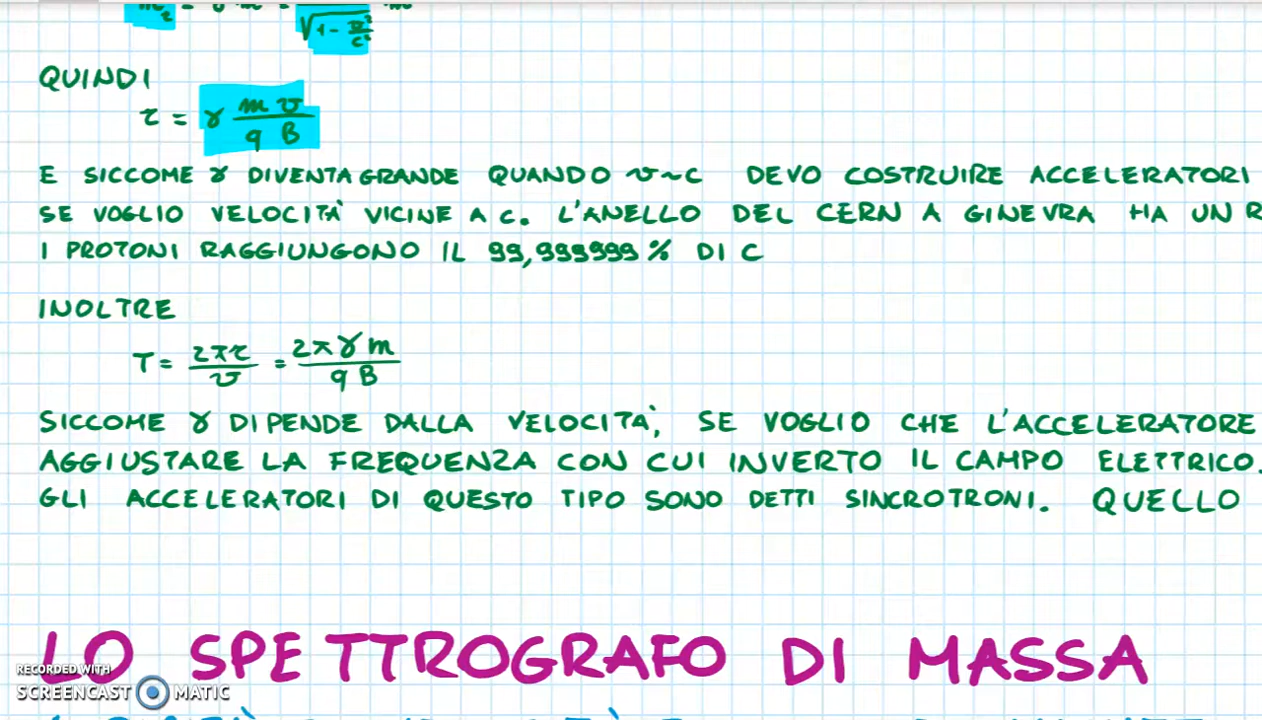 √1 - v²/c²
QUINDI
r = γ m v / q B
E SICCOME γ DIVENTA GRANDE QUANDO v~C DEVO COSTRUIRE ACCELERATORI
SE VOGLIO VELOCITÀ VICINE A C. L'ANELLO DEL CERN A GINEVRA HA UN R
I PROTONI RAGGIUNGONO IL 99,999999% DI C
INOLTRE
T = 2πr / v = 2πγm / q B
SICCOME γ DIPENDE DALLA VELOCITÀ, SE VOGLIO CHE L'ACCELERATORE
AGGIUSTARE LA FREQUENZA CON CUI INVERTO IL CAMPO ELETTRICO.
GLI ACCELERATORI DI QUESTO TIPO SONO DETTI SINCROTRONI. QUELLO
LO SPETTROGRAFO DI MASSA
RECORDED WITH
SCREENCAST MATIC